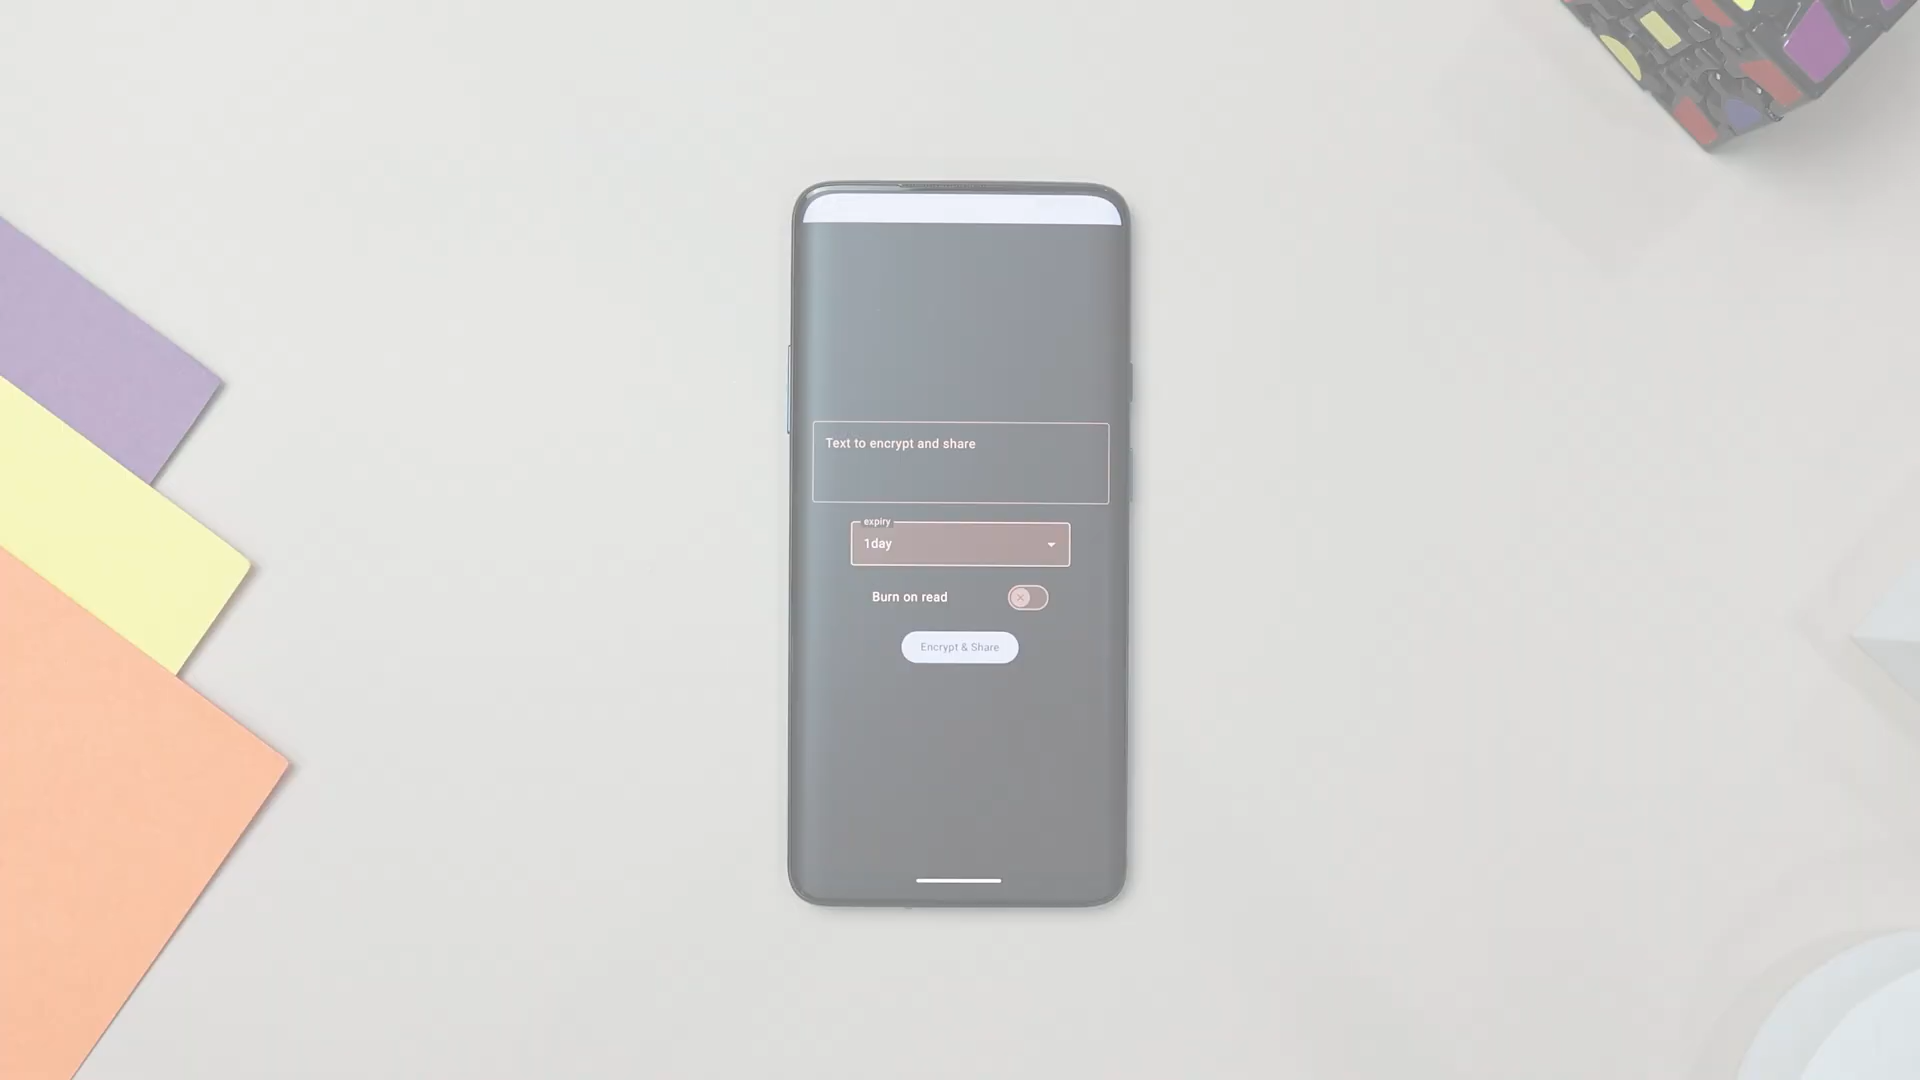 Text to encrypt and share
expiry
1day
Burn on read
Encrypt & Share